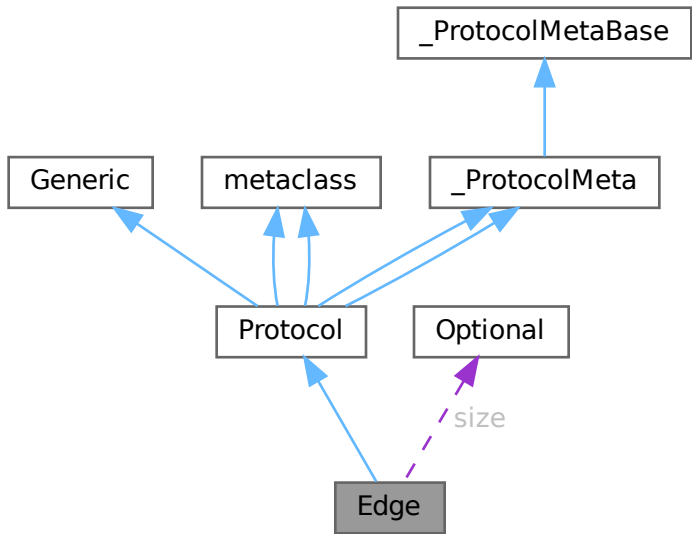 _ProtocolMetaBase
Generic
metaclass
_ProtocolMeta
Protocol
Optional
size
Edge